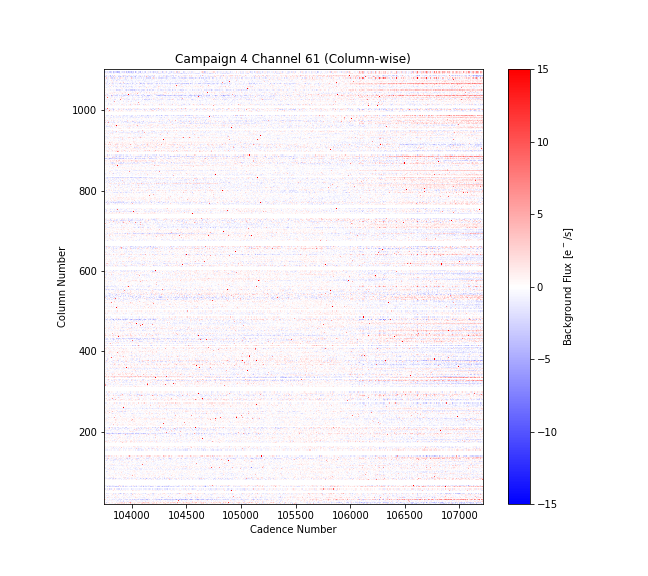 Campaign 4 Channel 61 (Column-wise)
Column Number
1000
800
600
400
200
104000 104500 105000 105500 106000 106500 107000
Cadence Number
15
10
5
0
−5
−10
−15
Background Flux [e⁻/s]